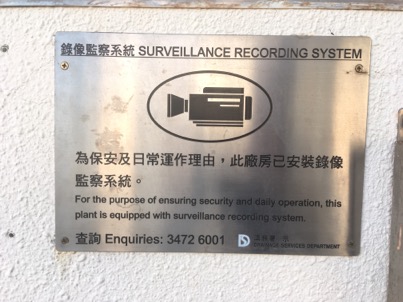 錄像監察系統 SURVEILLANCE RECORDING SYSTEM
為保安及日常運作理由，此廠房已安裝錄像
監察系統。
For the purpose of ensuring security and daily operation, this
plant is equipped with surveillance recording system.
查詢 Enquiries: 3472 6001
DRAINAGE SERVICES DEPARTMENT